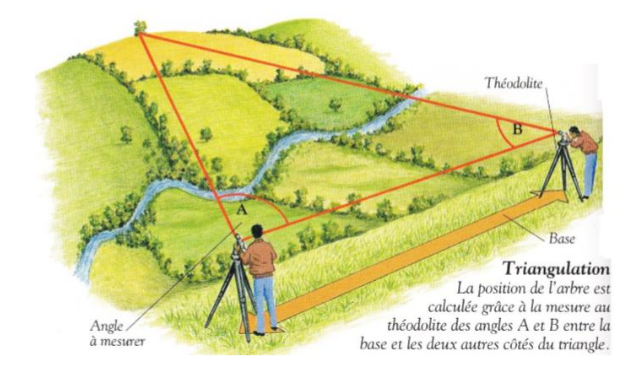 Théodolite
B
A
Base
Angle
à mesurer
Triangulation
La position de l'arbre est
calculée grâce à la mesure au
théodolite des angles A et B entre la
base et les deux autres côtés du triangle.